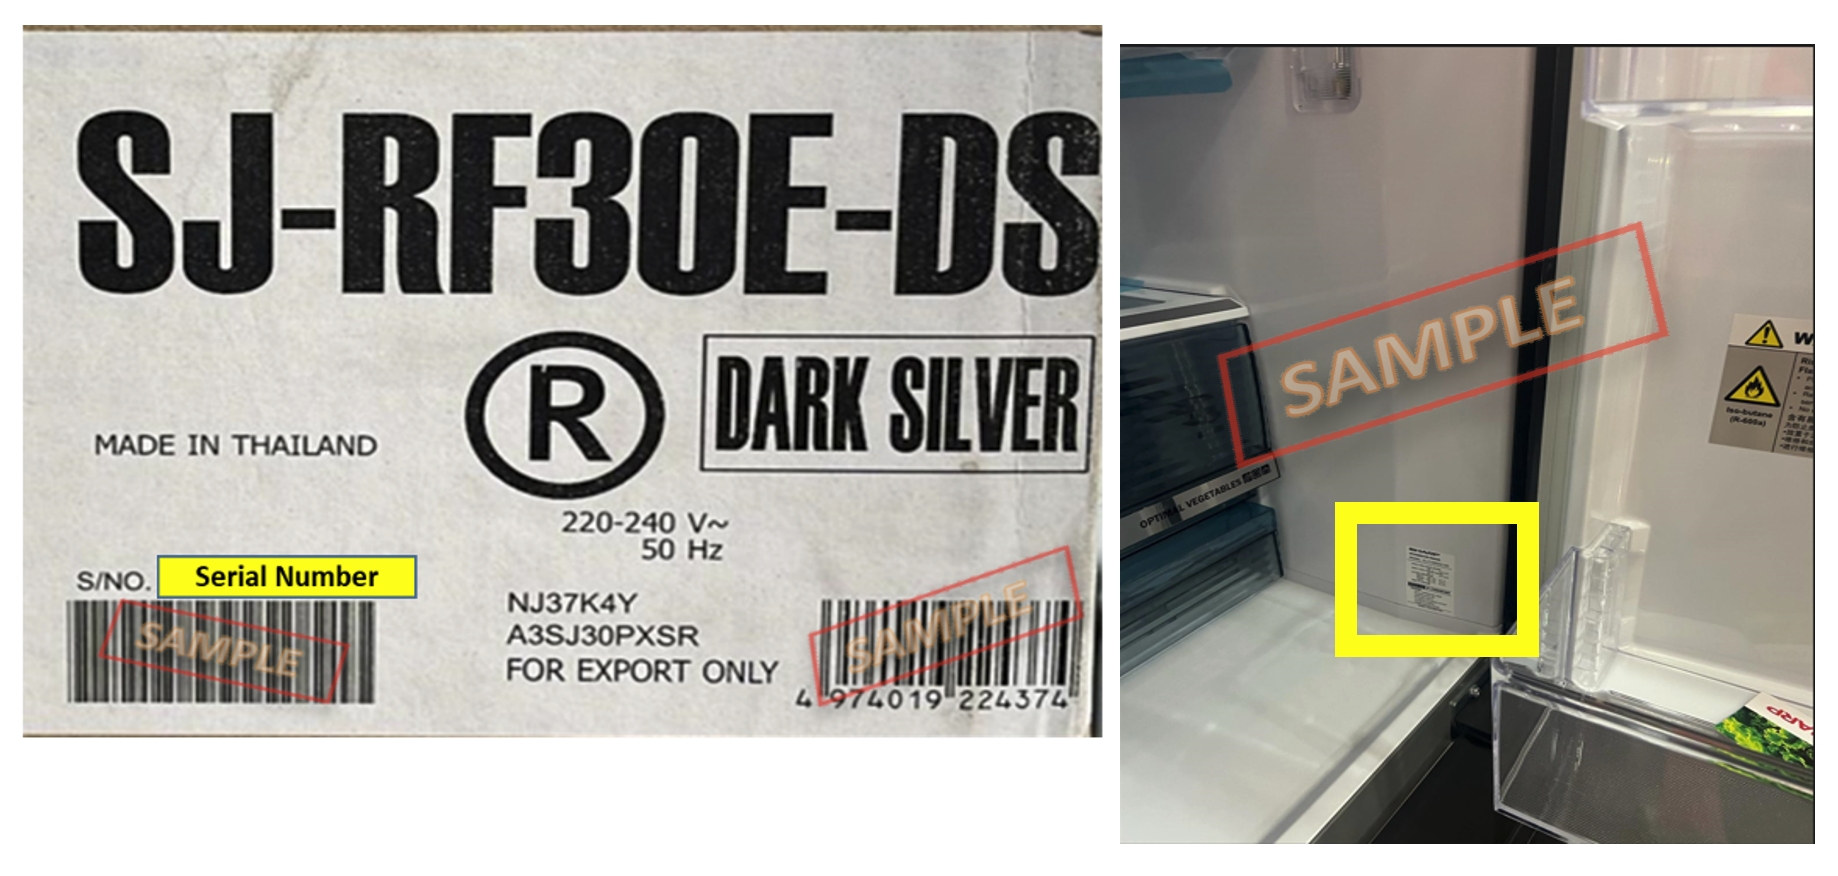 SJ-RF30E-DS
R
DARK SILVER
MADE IN THAILAND
220-240 V~
50 Hz
S/NO. Serial Number
SAMPLE
NJ37K4Y
A3SJ30PXSR
FOR EXPORT ONLY
SAMPLE
4 974019 224374
SAMPLE
OPTIMAL VEGETABLES
W
Iso-butane
(R-600a)
SHARP